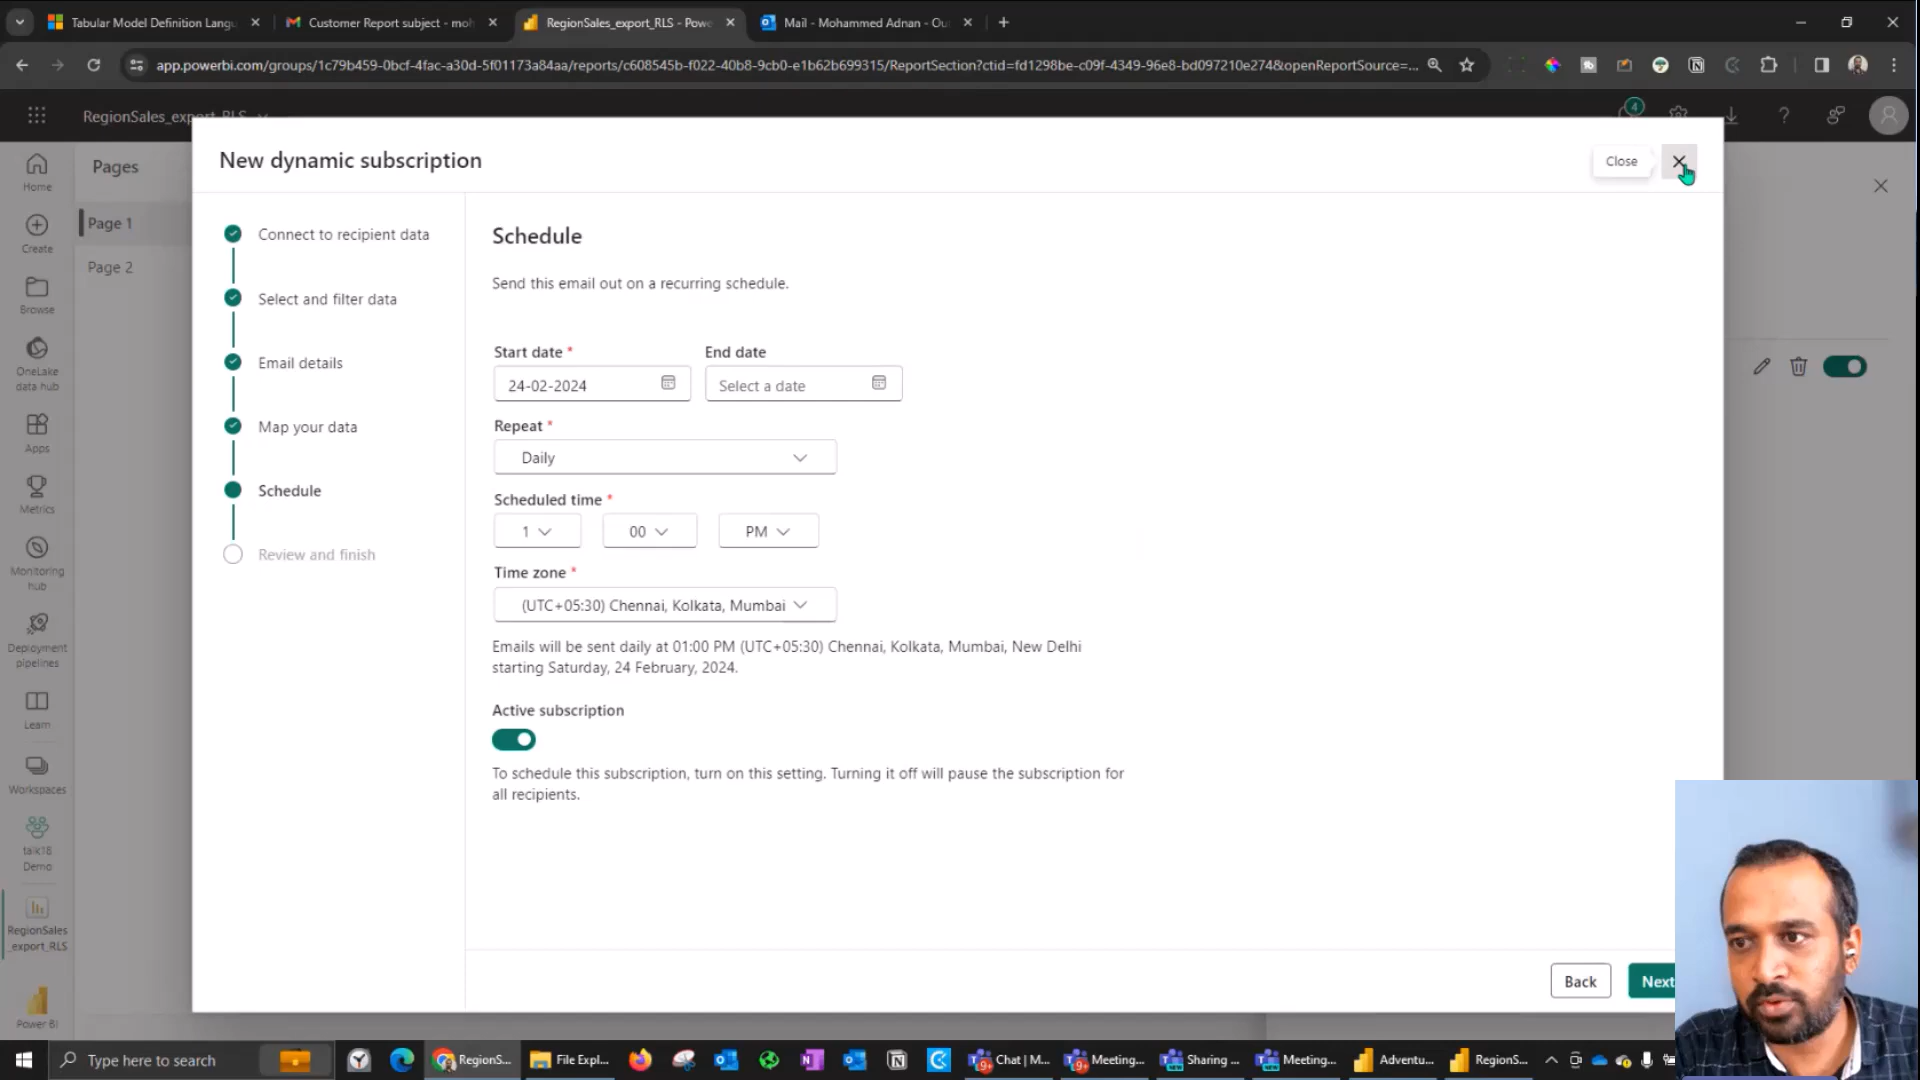 Tabular Model Definition Langu
Customer Report subject - moh
RegionSales_export_RLS - Powe
Mail - Mohammed Adnan - Ou
app.powerbi.com/groups/1c79b459-0bcf-4fac-a30d-5f01173a84aa/reports/c608545b-f022-40b8-9cb0-e1b62b699315/ReportSection?ctid=fd1298be-c09f-4349-96e8-bd097210e274&openReportSource=...
RegionSales_export_RLS
4
Home
Create
Browse
OneLake
data hub
Apps
Metrics
Monitoring
hub
Deployment
pipelines
Learn
Workspaces
talk18
Demo
RegionSales
_export_RLS
Power BI
Pages
Page 1
Page 2
New dynamic subscription
Close
Connect to recipient data
Select and filter data
Email details
Map your data
Schedule
Review and finish
Schedule
Send this email out on a recurring schedule.
Start date *
End date
24-02-2024
Select a date
Repeat *
Daily
Scheduled time *
1
00
PM
Time zone *
(UTC+05:30) Chennai, Kolkata, Mumbai
Emails will be sent daily at 01:00 PM (UTC+05:30) Chennai, Kolkata, Mumbai, New Delhi
starting Saturday, 24 February, 2024.
Active subscription
To schedule this subscription, turn on this setting. Turning it off will pause the subscription for
all recipients.
Back
Next
Type here to search
RegionS...
File Expl...
Chat | M...
Meeting...
Sharing ...
Meeting...
Adventu...
RegionS...